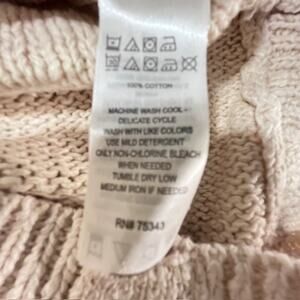 100% COTTON
MACHINE WASH COOL
DELICATE CYCLE
WASH WITH LIKE COLORS
USE MILD DETERGENT
ONLY NON-CHLORINE BLEACH
WHEN NEEDED
TUMBLE DRY LOW
MEDIUM IRON IF NEEDED
RN# 75343